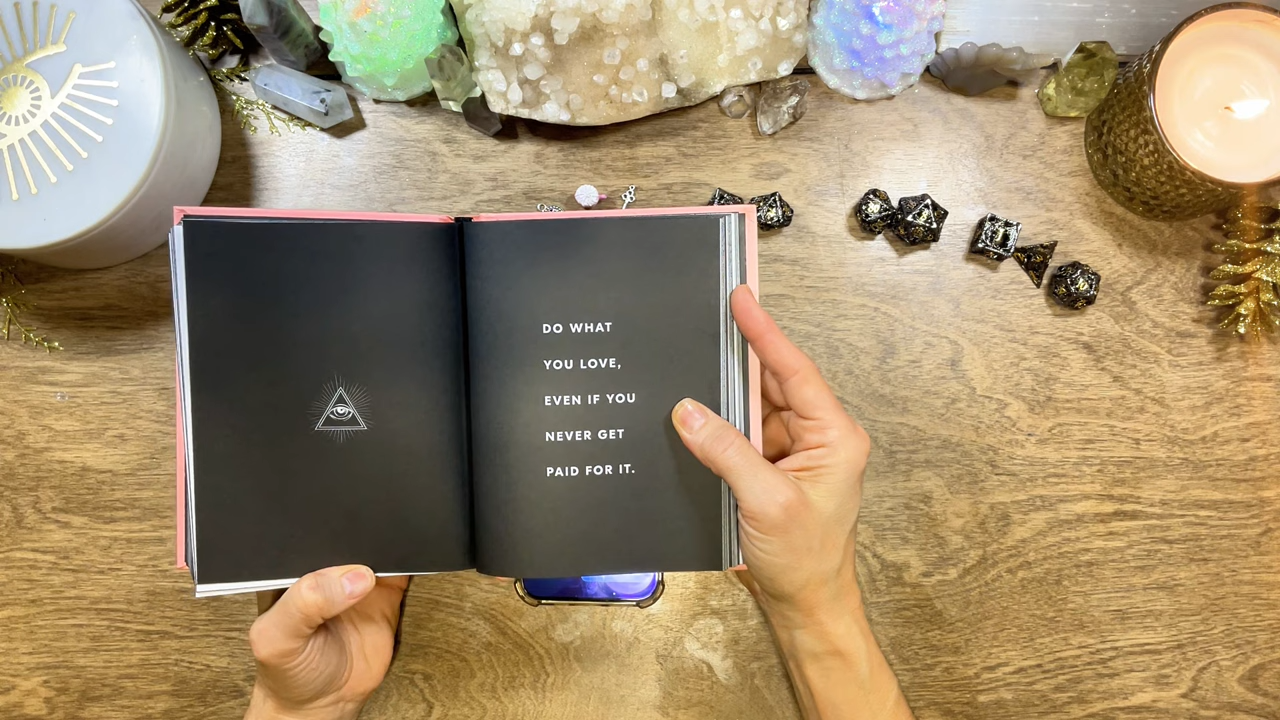 DO WHAT
YOU LOVE,
EVEN IF YOU
NEVER GET
PAID FOR IT.